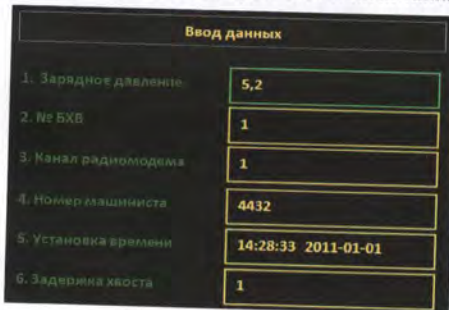 Ввод данных
1. Зарядное давление 5,2
2. № БХВ 1
3. Канал радиомодема 1
4. Номер машиниста 4432
5. Установка времени 14:28:33 2011-01-01
6. Задержка хвоста 1